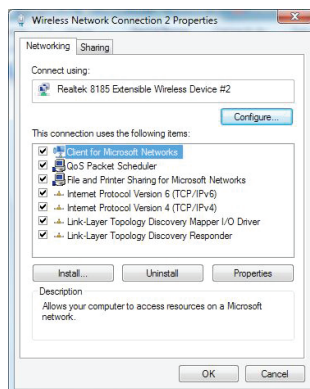 Wireless Network Connection 2 Properties
Networking Sharing
Connect using:
Realtek 8185 Extensible Wireless Device #2
Configure...
This connection uses the following items:
Client for Microsoft Networks
QoS Packet Scheduler
File and Printer Sharing for Microsoft Networks
Internet Protocol Version 6 (TCP/IPv6)
Internet Protocol Version 4 (TCP/IPv4)
Link-Layer Topology Discovery Mapper I/O Driver
Link-Layer Topology Discovery Responder
Install... Uninstall Properties
Description
Allows your computer to access resources on a Microsoft
network.
OK Cancel